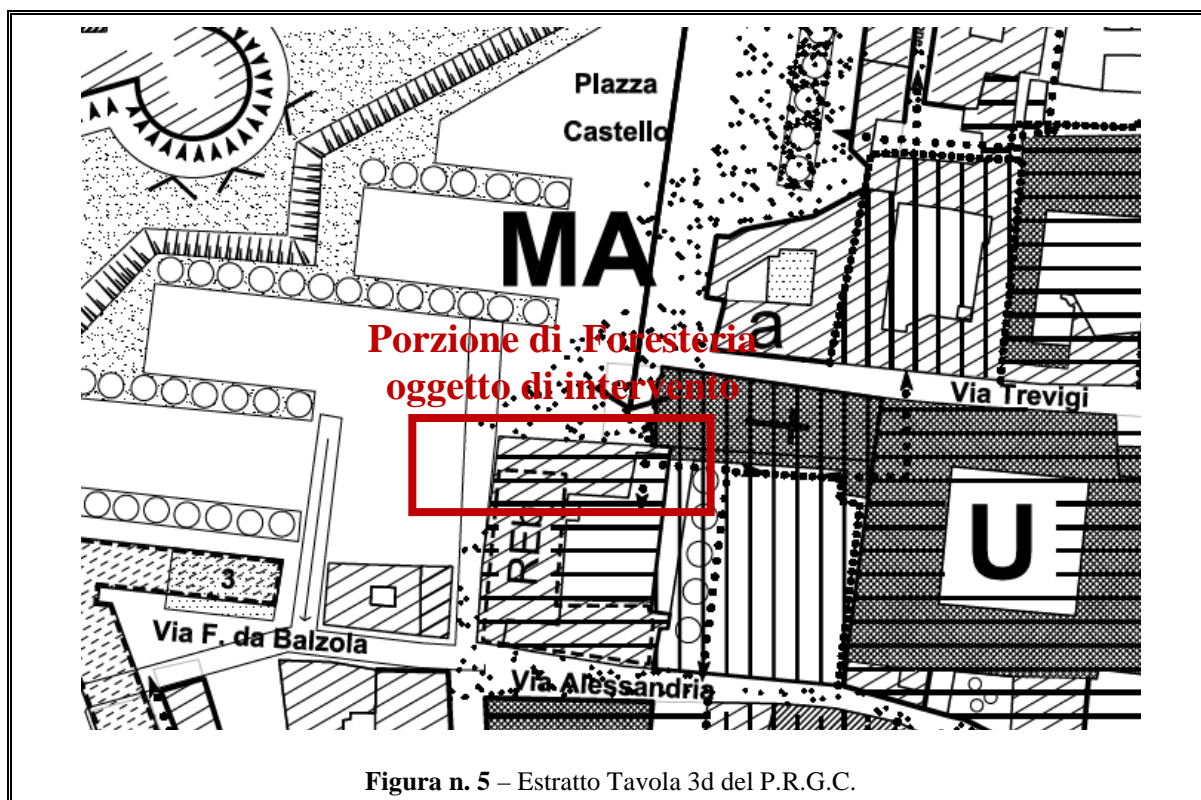 Piazza
Castello
MA
a
Porzione di Foresteria
oggetto di intervento
Via Trevigi
U
3
Via F. da Balzola
Via Alessandria
Figura n. 5 – Estratto Tavola 3d del P.R.G.C.